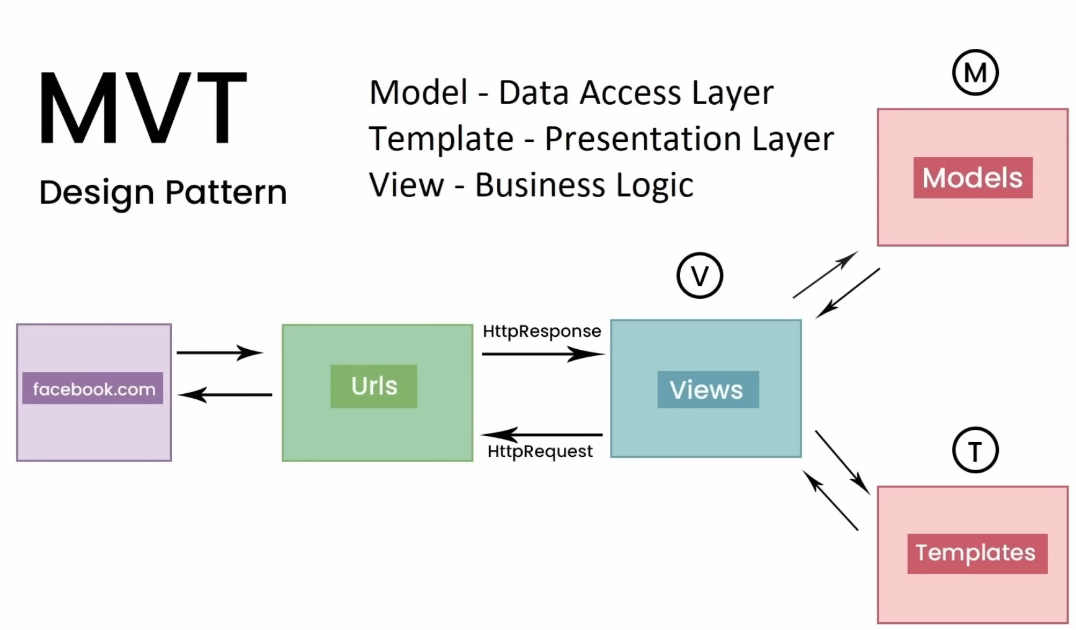 MVT
Design Pattern
Model - Data Access Layer
Template - Presentation Layer
View - Business Logic
M
Models
V
facebook.com
Urls
HttpResponse
HttpRequest
Views
T
Templates